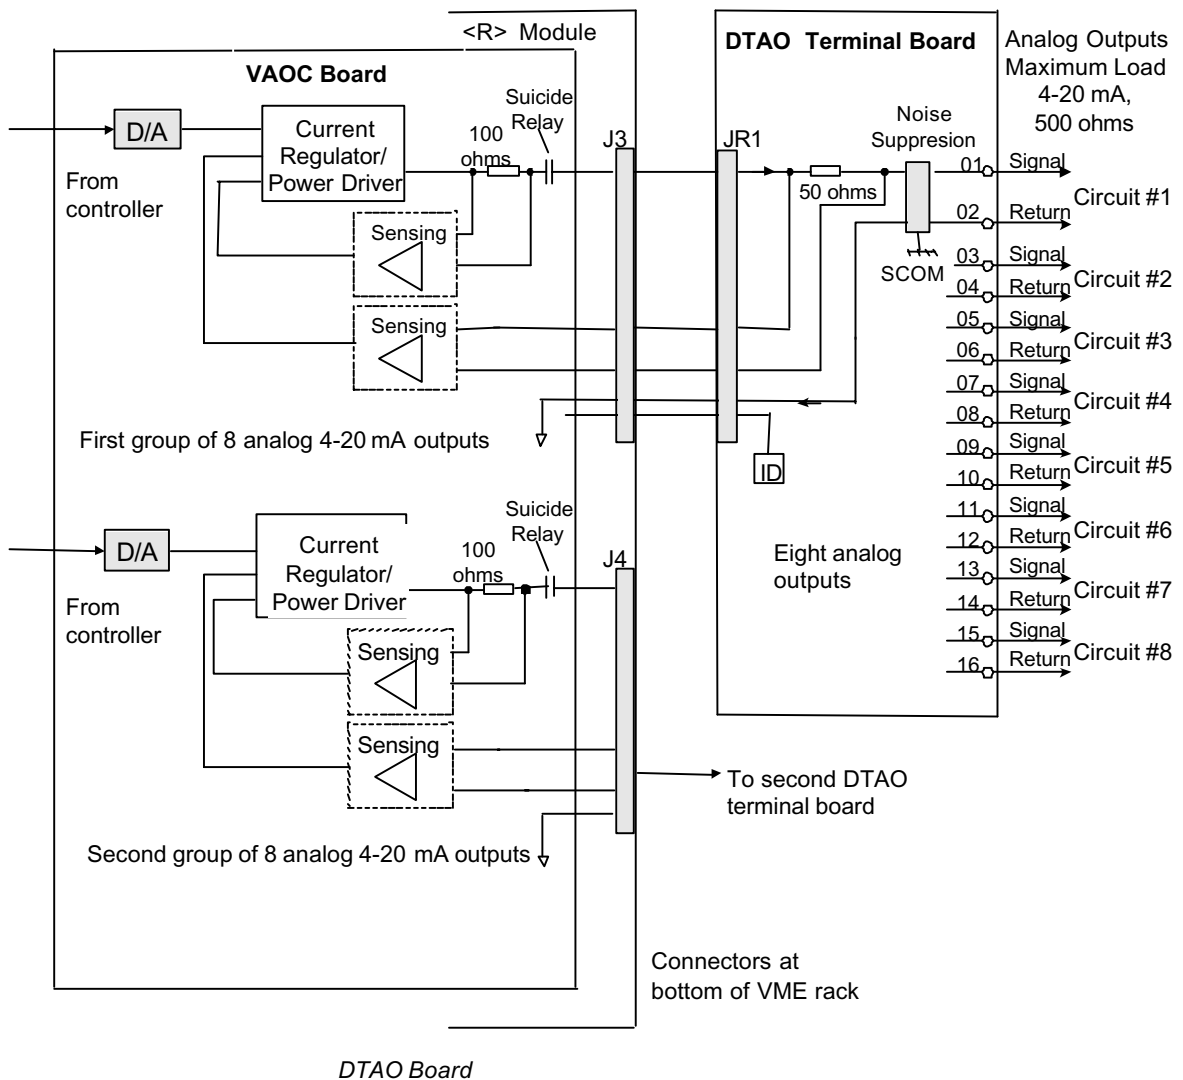 <R> Module
VAOC Board
D/A
From
controller
Current
Regulator/
Power Driver
100
ohms
Suicide
Relay
J3
Sensing
Sensing
First group of 8 analog 4-20 mA outputs
D/A
From
controller
Current
Regulator/
Power Driver
100
ohms
Suicide
Relay
J4
Sensing
Sensing
Second group of 8 analog 4-20 mA outputs
To second DTAO
terminal board
Connectors at
bottom of VME rack
DTAO Terminal Board
JR1
50 ohms
Noise
Suppresion
SCOM
ID
Eight analog
outputs
Analog Outputs
Maximum Load
4-20 mA,
500 ohms
01 Signal
02 Return
Circuit #1
03 Signal
04 Return
Circuit #2
05 Signal
06 Return
Circuit #3
07 Signal
08 Return
Circuit #4
09 Signal
10 Return
Circuit #5
11 Signal
12 Return
Circuit #6
13 Signal
14 Return
Circuit #7
15 Signal
16 Return
Circuit #8
DTAO Board